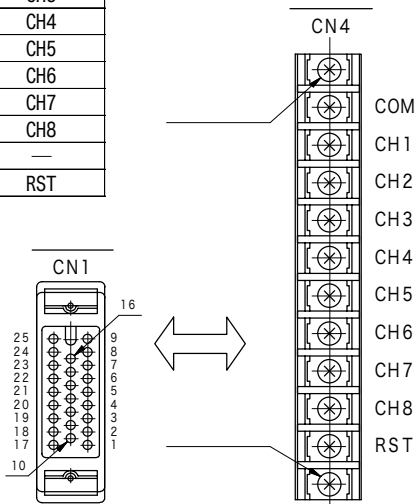 CH4
CH5
CH6
CH7
CH8
—
RST
CN4
COM
CH1
CH2
CH3
CH4
CH5
CH6
CH7
CH8
RST
CN1
16
25 9
24 8
23 7
22 6
21 5
20 4
19 3
18 2
17 1
10